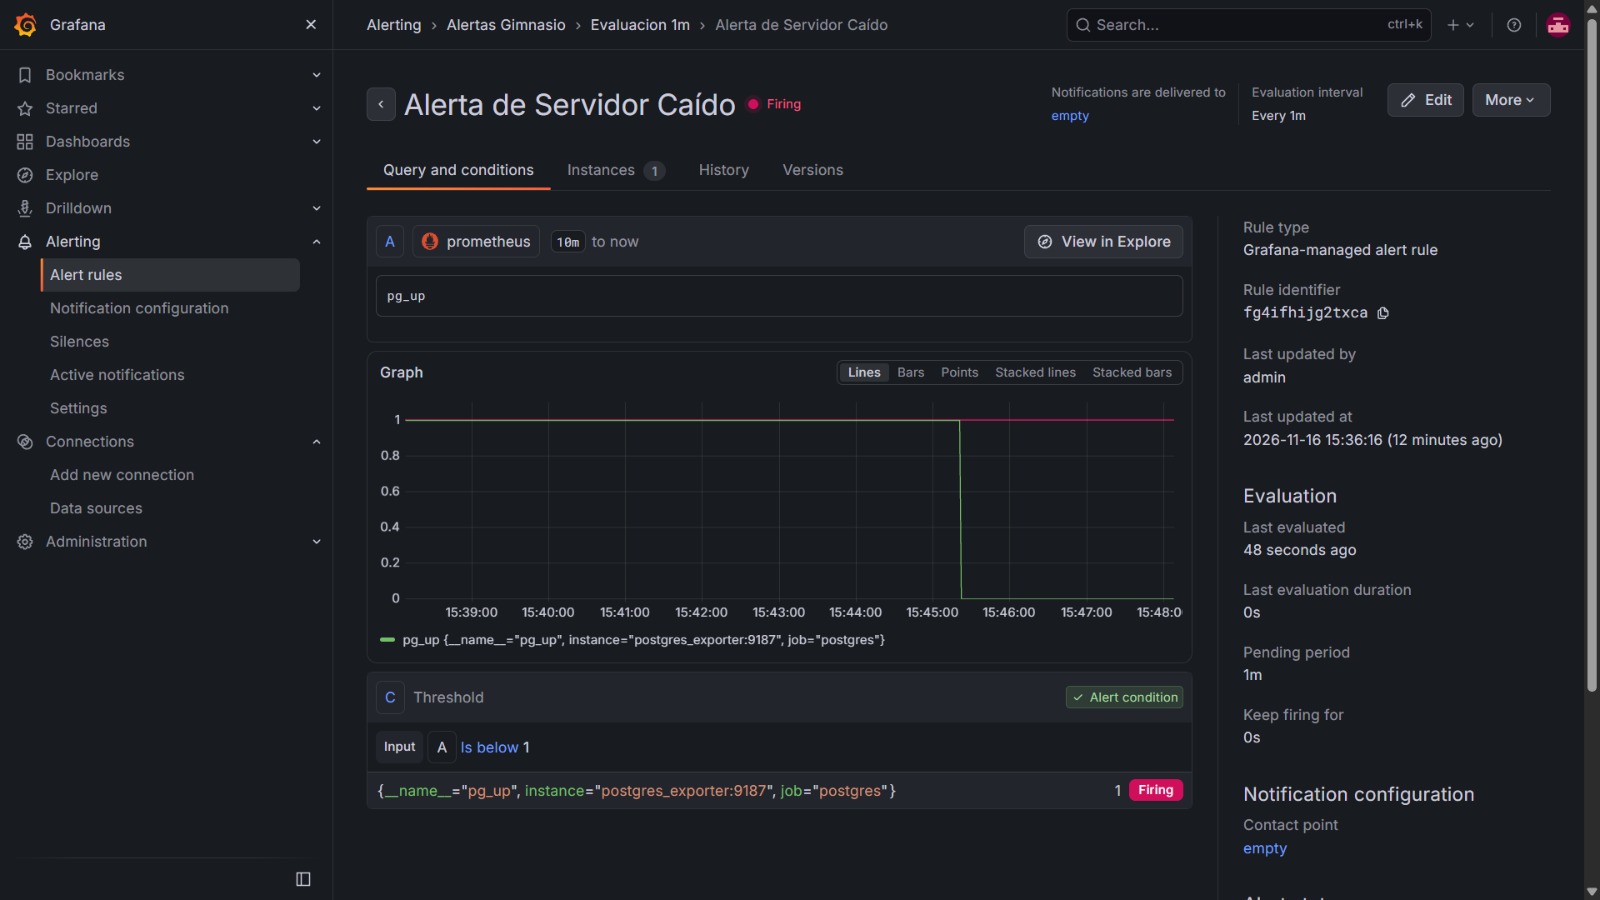 Grafana
Alerting › Alertas Gimnasio › Evaluacion 1m › Alerta de Servidor Caído
Search...
ctrl+k
Bookmarks
Starred
Dashboards
Explore
Drilldown
Alerting
Alert rules
Notification configuration
Silences
Active notifications
Settings
Connections
Add new connection
Data sources
Administration
Alerta de Servidor Caído
Firing
Notifications are delivered to
empty
Evaluation interval
Every 1m
Edit
More
Query and conditions
Instances 1
History
Versions
A prometheus 10m to now
View in Explore
pg_up
Graph
Lines Bars Points Stacked lines Stacked bars
1
0.8
0.6
0.4
0.2
0
15:39:00 15:40:00 15:41:00 15:42:00 15:43:00 15:44:00 15:45:00 15:46:00 15:47:00 15:48:0
pg_up {__name__="pg_up", instance="postgres_exporter:9187", job="postgres"}
C Threshold
Alert condition
Input A Is below 1
{__name__="pg_up", instance="postgres_exporter:9187", job="postgres"} 1 Firing
Rule type
Grafana-managed alert rule
Rule identifier
fg4ifhijg2txca
Last updated by
admin
Last updated at
2026-11-16 15:36:16 (12 minutes ago)
Evaluation
Last evaluated
48 seconds ago
Last evaluation duration
0s
Pending period
1m
Keep firing for
0s
Notification configuration
Contact point
empty